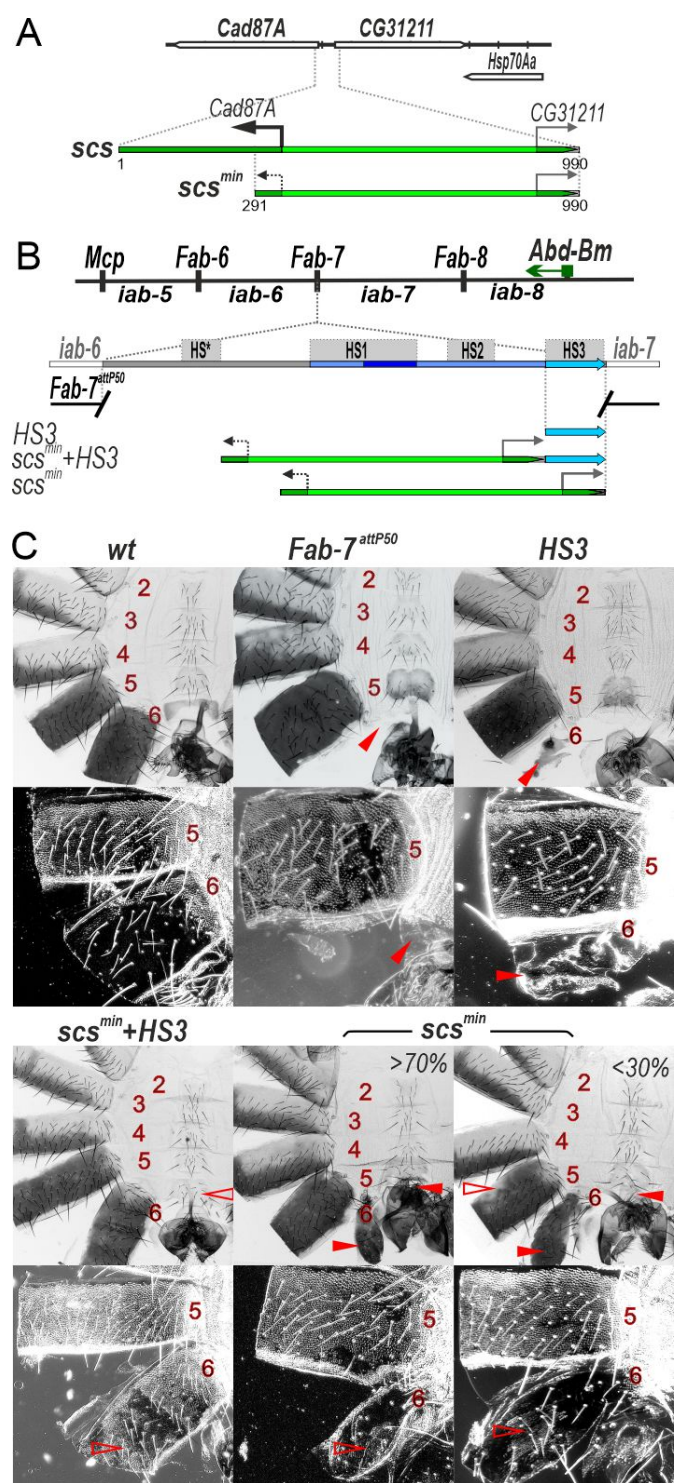 A
Cad87A CG31211
Hsp70Aa
Cad87A CG31211
scs
1 990
scs^min
291 990
B
Mcp Fab-6 Fab-7 Fab-8 Abd-Bm
iab-5 iab-6 iab-7 iab-8
iab-6 HS* HS1 HS2 HS3 iab-7
Fab-7^attP50
HS3
scs^min+HS3
scs^min
C
wt Fab-7^attP50 HS3
2 2 2
3 3 3
4 4 4
5 5 5
6 6
5 5 5
6 6
scs^min+HS3 scs^min
>70% <30%
2 2 2
3 3 3
4 4 4
5 5 5
6 6 6
5 5 5
6 6 6